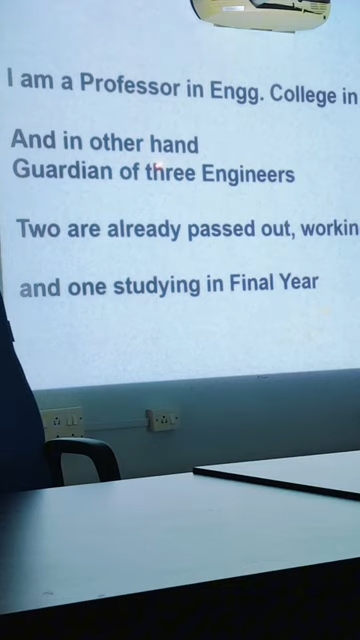 I am a Professor in Engg. College in
And in other hand
Guardian of three Engineers
Two are already passed out, workin
and one studying in Final Year